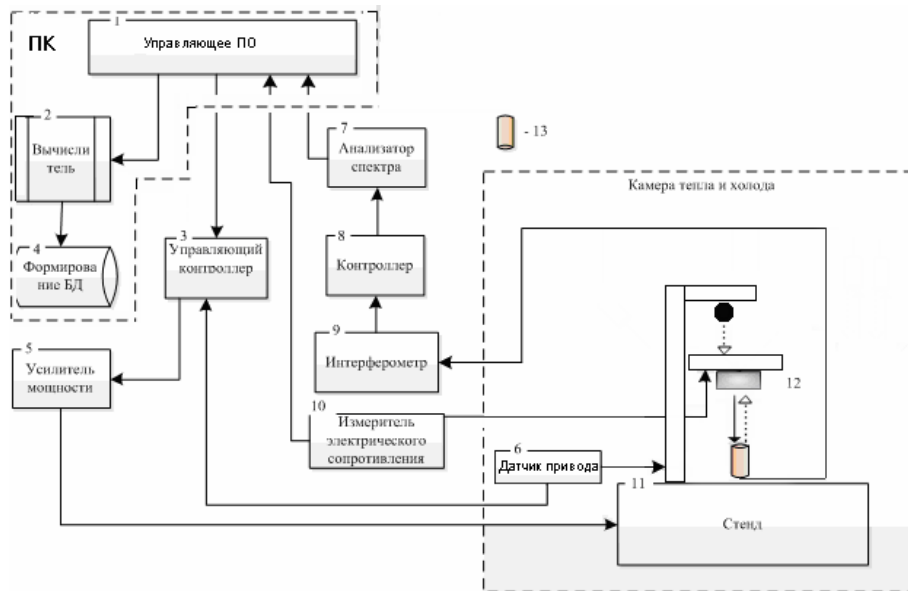 1
ПК
Управляющее ПО
2
Вычисли
тель
7
Анализатор
спектра
- 13
Камера тепла и холода
3
Управляющий
контроллер
4
Формирова
ние БД
8
Контроллер
9
Интерферометр
5
Усилитель
мощности
12
10
Измеритель
электрического
сопротивления
6
Датчик привода
11
Стенд